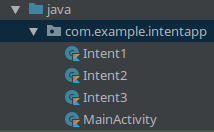 java
com.example.intentapp
Intent1
Intent2
Intent3
MainActivity